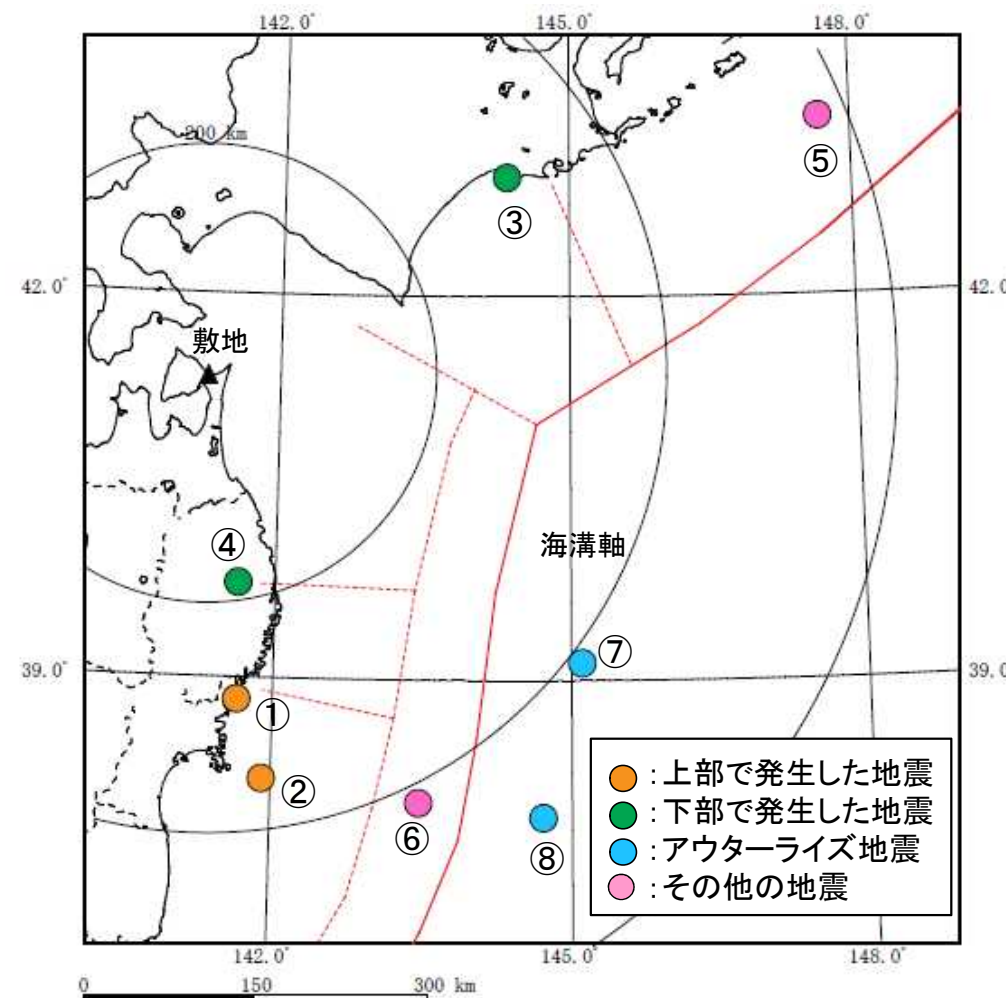 142.0°
145.0°
148.0°
200 km
⑤
③
42.0°
42.0
敷地
④
海溝軸
⑦
39.0°
39.0°
①
②
⑥
⑧
：上部で発生した地震
：下部で発生した地震
：アウターライズ地震
：その他の地震
142.0°
145.0°
148.0°
0
150
300 km